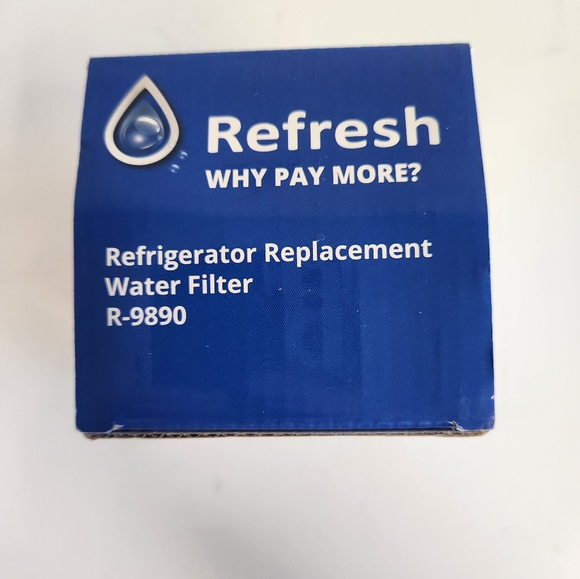 Refresh
WHY PAY MORE?
Refrigerator Replacement
Water Filter
R-9890